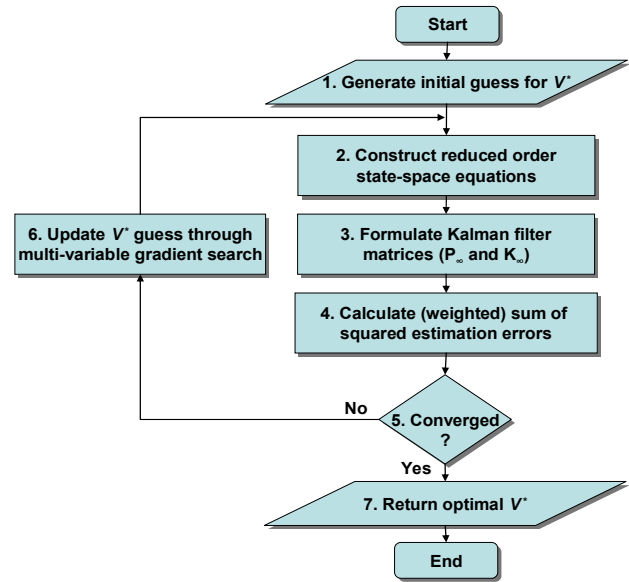 Start
1. Generate initial guess for V*
2. Construct reduced order
state-space equations
3. Formulate Kalman filter
matrices (P∞ and K∞)
4. Calculate (weighted) sum of
squared estimation errors
5. Converged
?
No
6. Update V* guess through
multi-variable gradient search
Yes
7. Return optimal V*
End